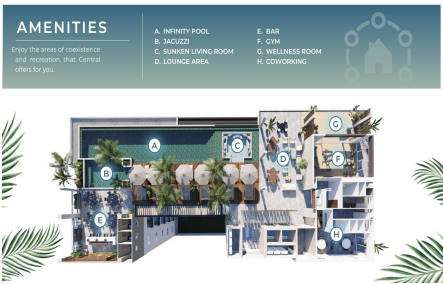 AMENITIES
Enjoy the areas of coexistence
and recreation that Central
offers for you.
A. INFINITY POOL
B. JACUZZI
C. SUNKEN LIVING ROOM
D. LOUNGE AREA
E. BAR
F. GYM
G. WELLNESS ROOM
H. COWORKING
A
C
G
D
F
B
E
H